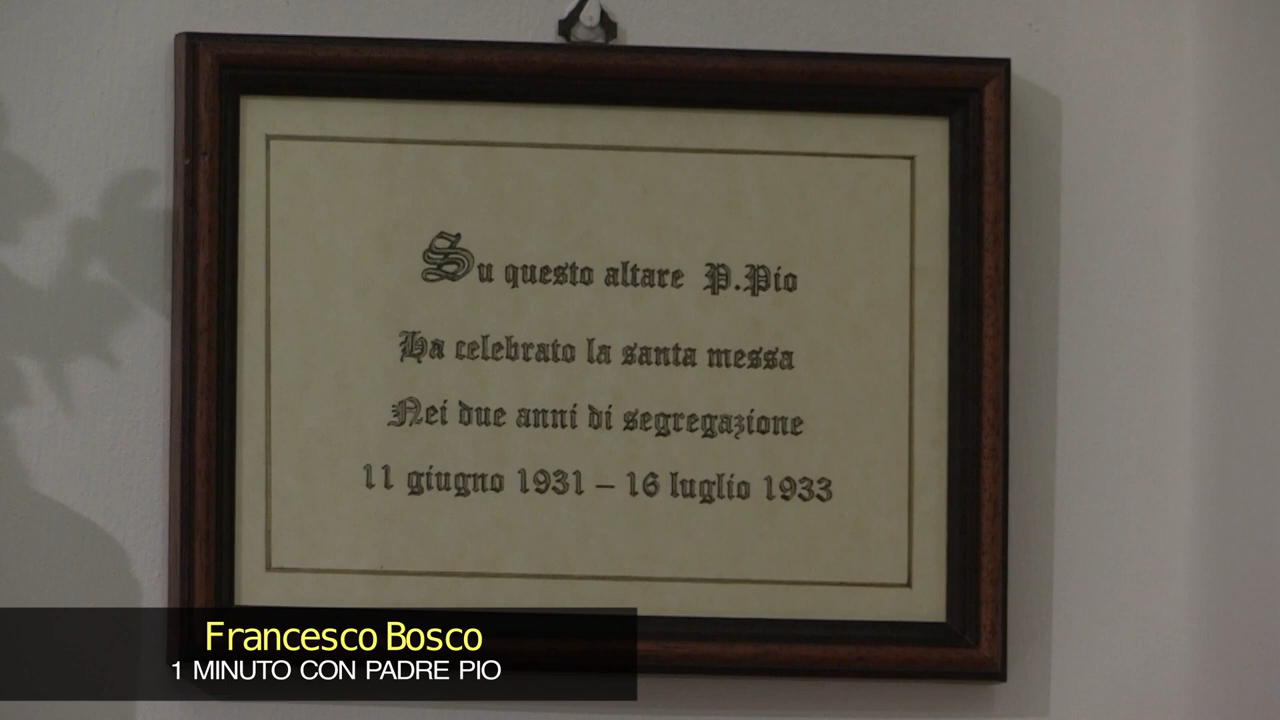 Su questo altare P.Pio
Ha celebrato la santa messa
Nei due anni di segregazione
11 giugno 1931 – 16 luglio 1933
Francesco Bosco
1 MINUTO CON PADRE PIO